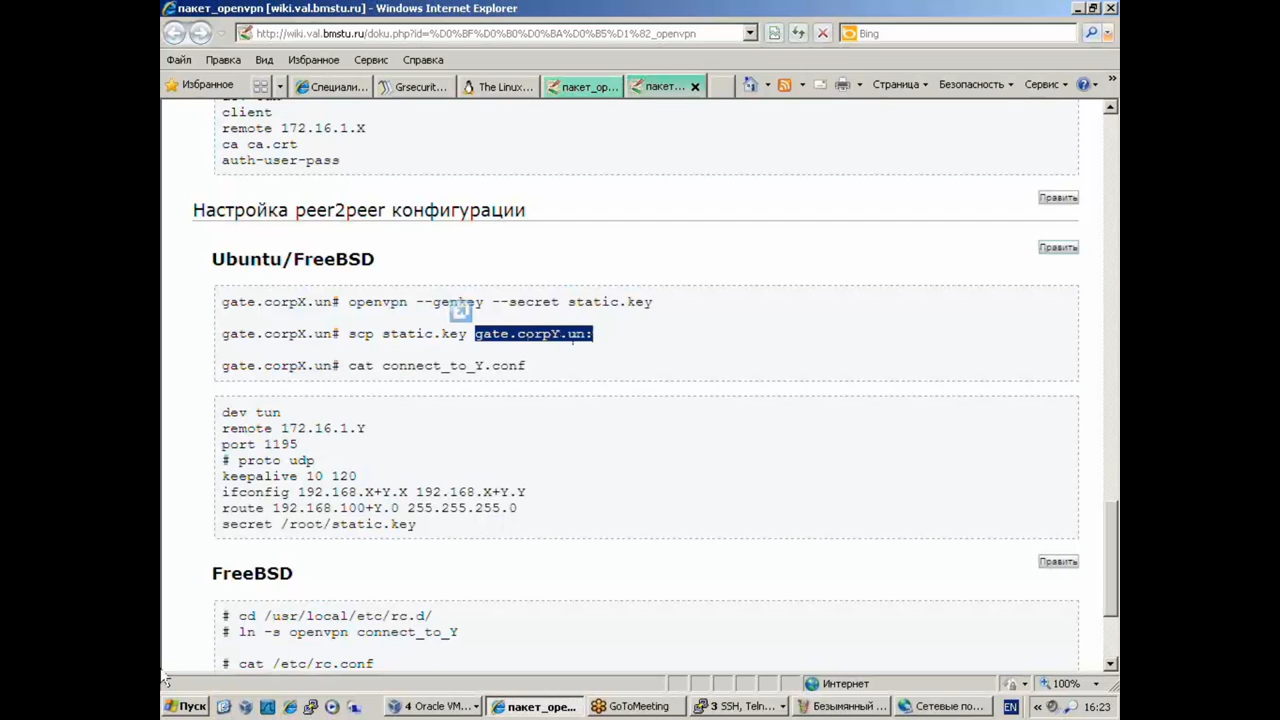 пакет_openvpn [wiki.val.bmstu.ru] - Windows Internet Explorer
http://wiki.val.bmstu.ru/doku.php?id=%D0%BF%D0%B0%D0%BA%D0%B5%D1%82_openvpn
Bing
Файл Правка Вид Избранное Сервис Справка
Избранное Специали... Grsecurit... The Linux... пакет_op... пакет... Страница Безопасность Сервис
client
remote 172.16.1.X
ca ca.crt
auth-user-pass
Править
Настройка peer2peer конфигурации
Править
Ubuntu/FreeBSD
gate.corpX.un# openvpn --genkey --secret static.key
gate.corpX.un# scp static.key gate.corpY.un:
gate.corpX.un# cat connect_to_Y.conf
dev tun
remote 172.16.1.Y
port 1195
# proto udp
keepalive 10 120
ifconfig 192.168.X+Y.X 192.168.X+Y.Y
route 192.168.100+Y.0 255.255.255.0
secret /root/static.key
Править
FreeBSD
# cd /usr/local/etc/rc.d/
# ln -s openvpn connect_to_Y
# cat /etc/rc.conf
Интернет 100%
Пуск 4 Oracle VM... пакет_ope... GoToMeeting 3 SSH, Teln... Безымянный ... Сетевые по... EN 16:23